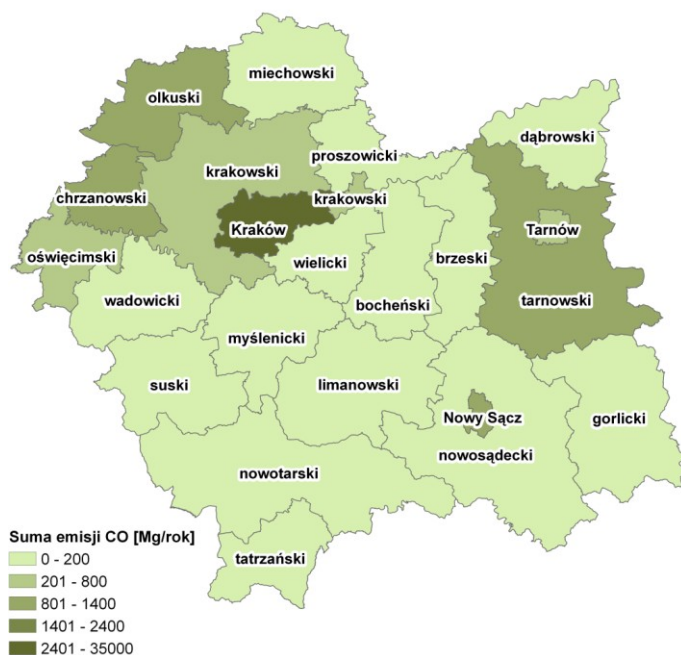 miechowski
olkuski
dąbrowski
proszowicki
krakowski
chrzanowski
krakowski
Kraków
Tarnów
oświęcimski
wielicki
brzeski
wadowicki
bocheński
tarnowski
myślenicki
suski
limanowski
Nowy Sącz
gorlicki
nowosądecki
nowotarski
tatrzański
Suma emisji CO [Mg/rok]
0 - 200
201 - 800
801 - 1400
1401 - 2400
2401 - 35000